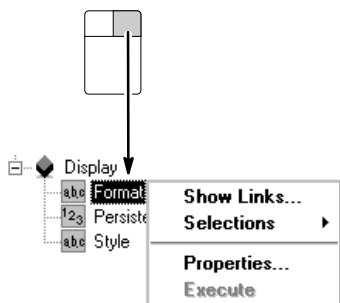 Display
abc Format
123 Persiste
abc Style
Show Links...
Selections
Properties...
Execute